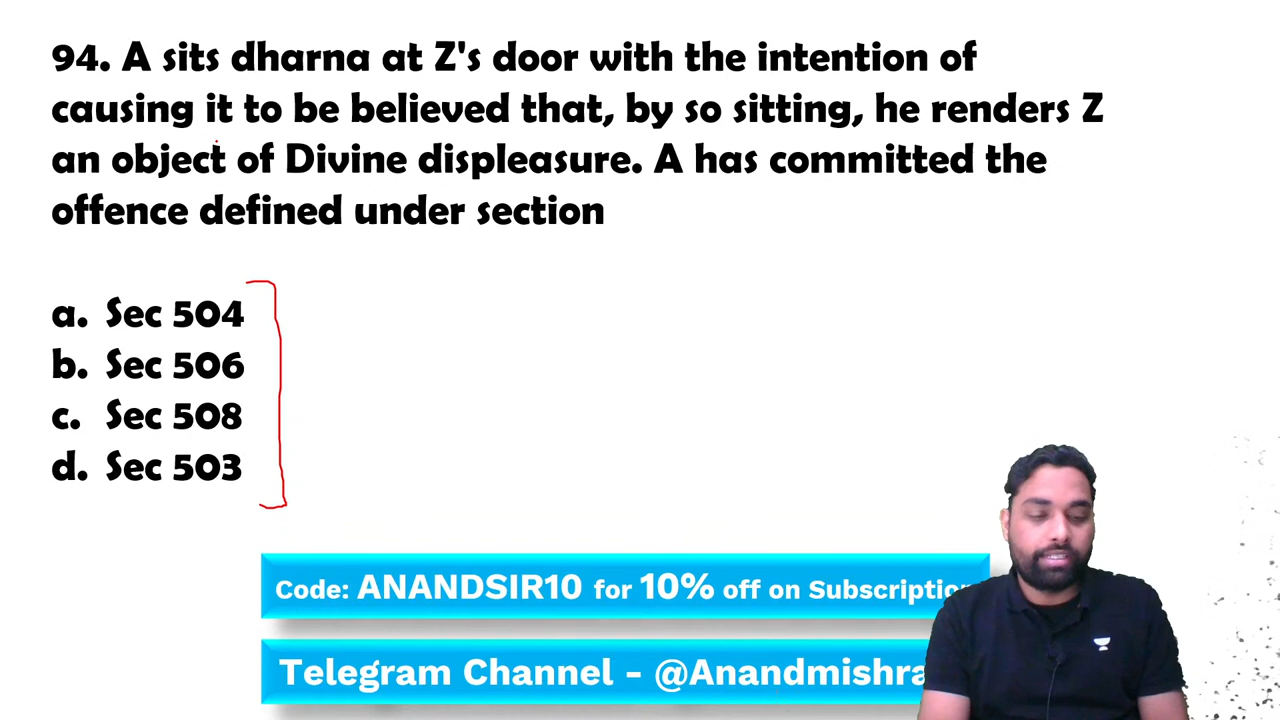 94. A sits dharna at Z's door with the intention of
causing it to be believed that, by so sitting, he renders Z
an object of Divine displeasure. A has committed the
offence defined under section
a. Sec 504
b. Sec 506
c. Sec 508
d. Sec 503
Code: ANANDSIR10 for 10% off on
Telegram Channel -